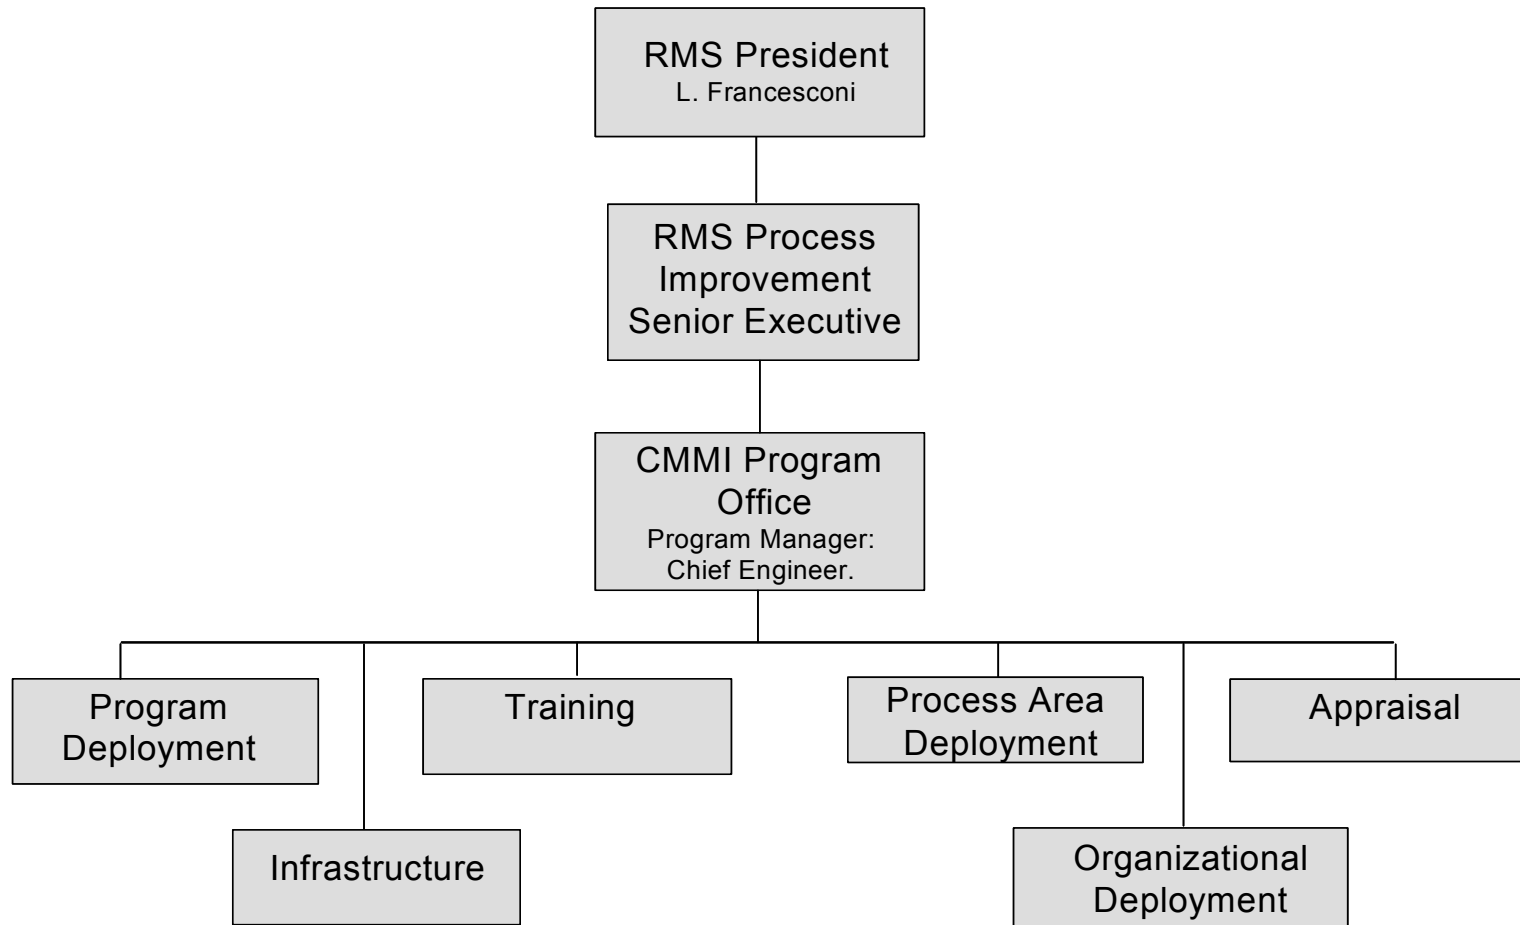 RMS President
L. Francesconi
RMS Process
Improvement
Senior Executive
CMMI Program
Office
Program Manager:
Chief Engineer.
Program
Deployment
Training
Process Area
Deployment
Appraisal
Infrastructure
Organizational
Deployment